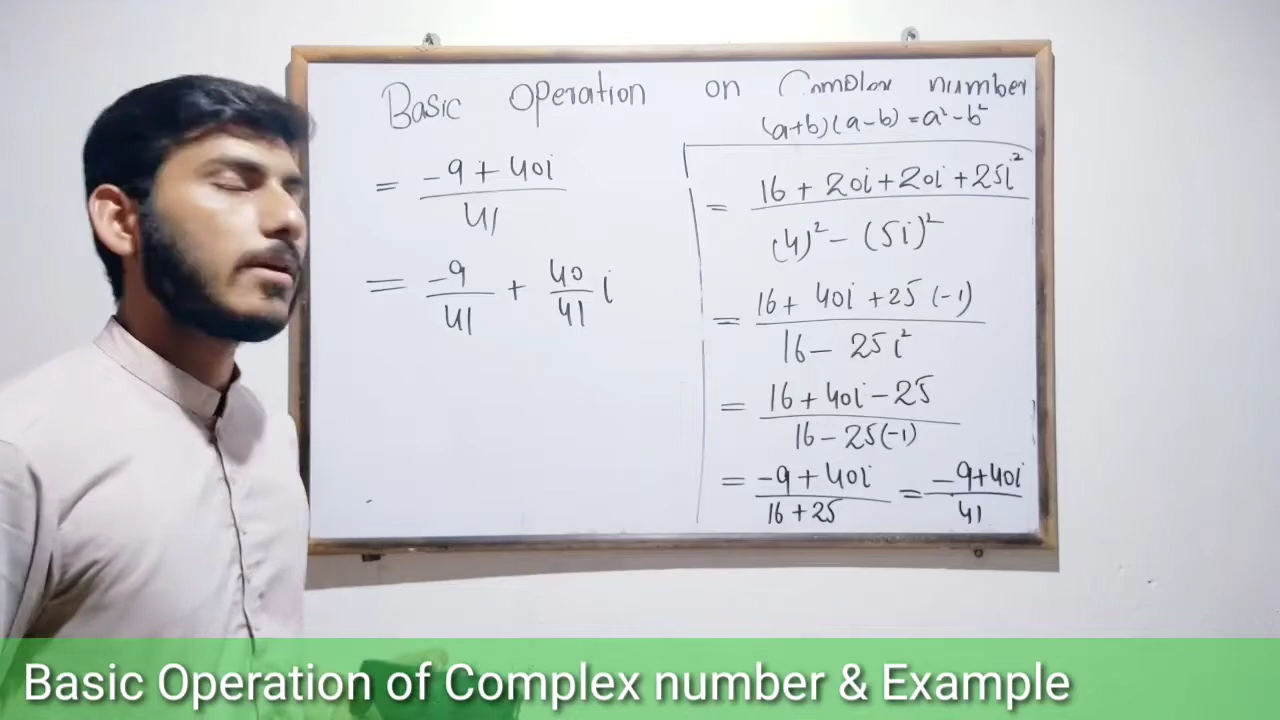 Basic Operation on Complex number
(a+b)(a-b) = a²-b²
= -9 + 40i / 41
= -9/41 + 40/41 i
= 16 + 20i + 20i + 25i² / (4)² - (5i)²
= 16 + 40i + 25(-1) / 16 - 25i²
= 16 + 40i - 25 / 16 - 25(-1)
= -9 + 40i / 16 + 25 = -9+40i / 41
Basic Operation of Complex number & Example